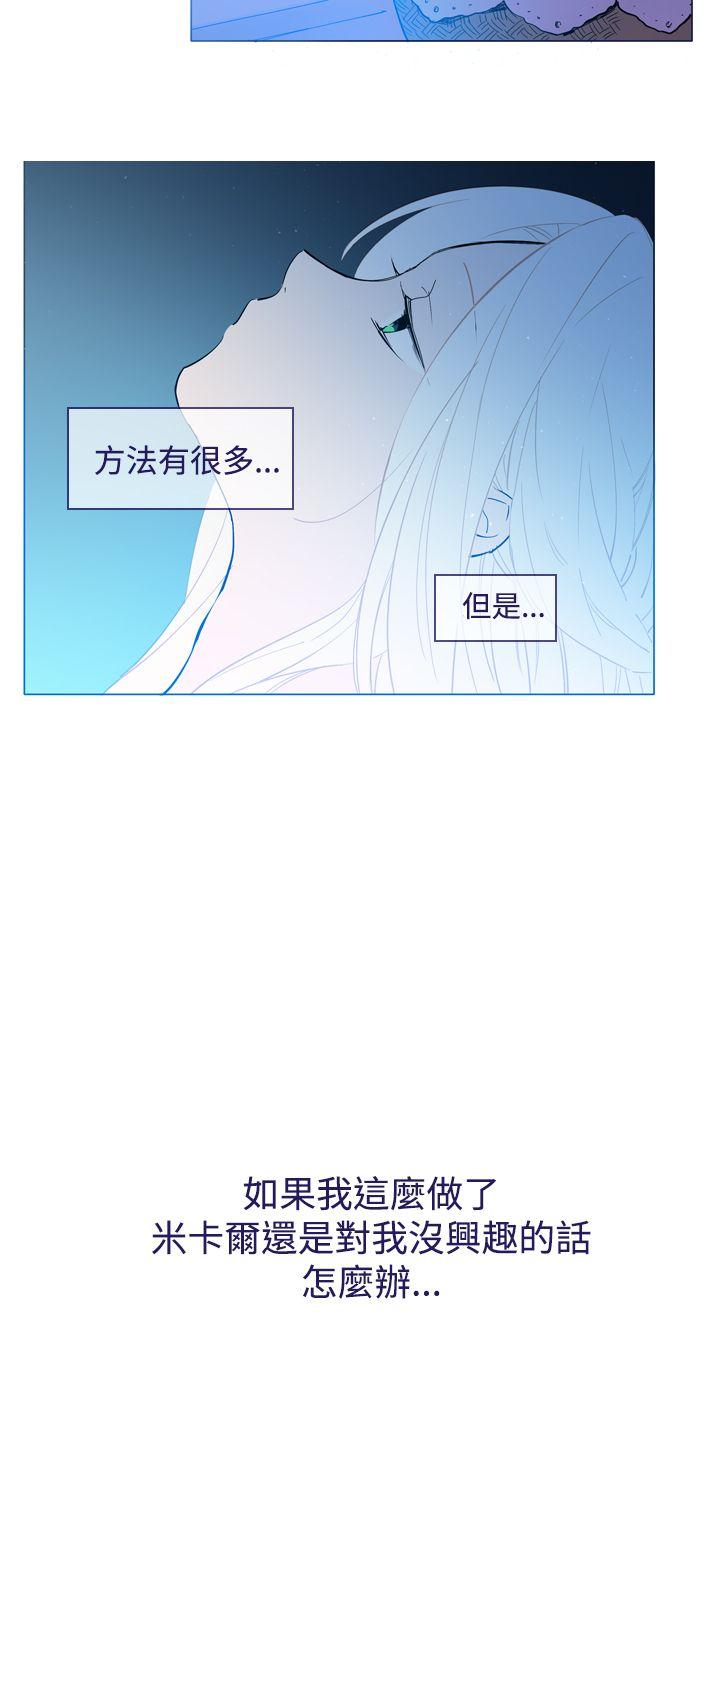 方法有很多…
但是…
如果我這麼做了
米卡爾還是對我沒興趣的話
怎麼辦…